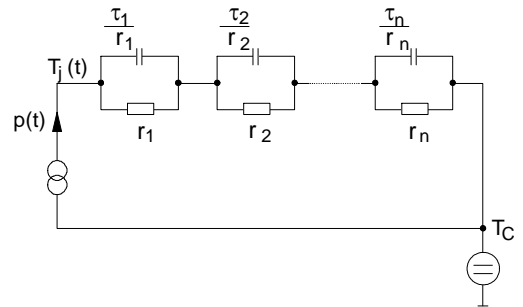 τ1/r1 τ2/r2 τn/rn
Tj(t)
r1 r2 rn
p(t)
TC